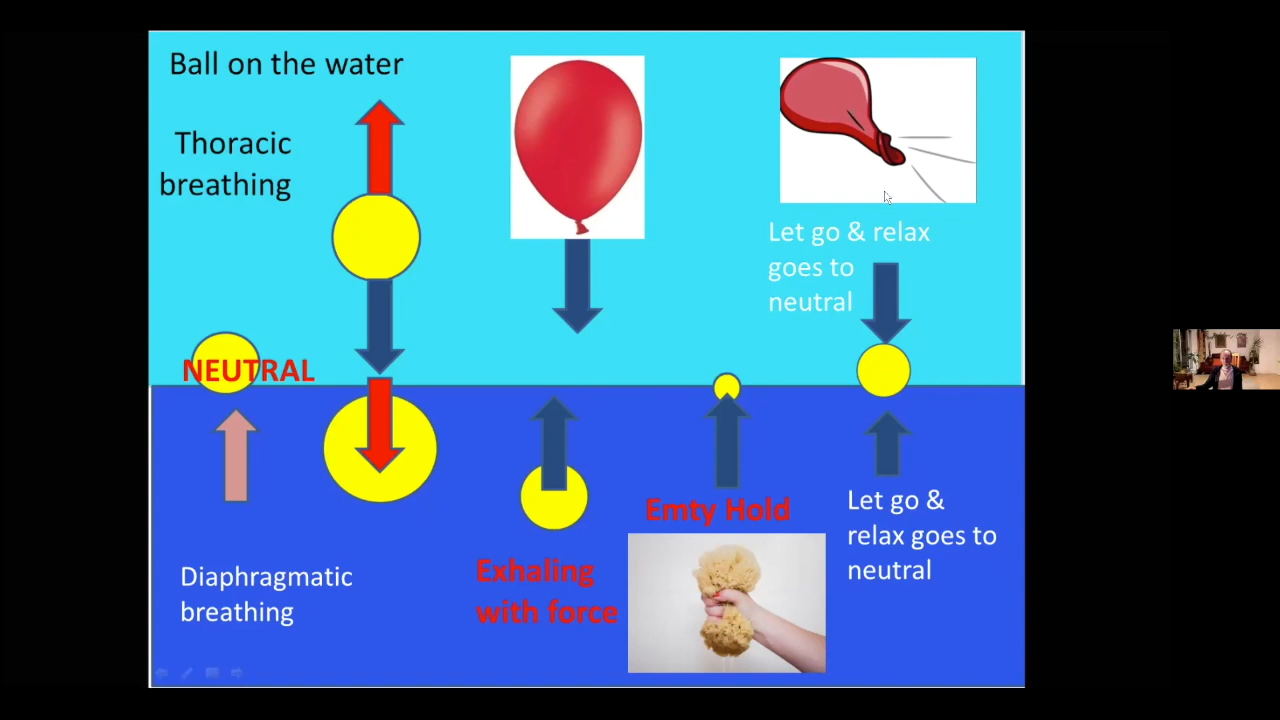 Ball on the water
Thoracic
breathing
Let go & relax
goes to
neutral
NEUTRAL
Emty Hold
Let go &
relax goes to
neutral
Diaphragmatic
breathing
Exhaling
with force